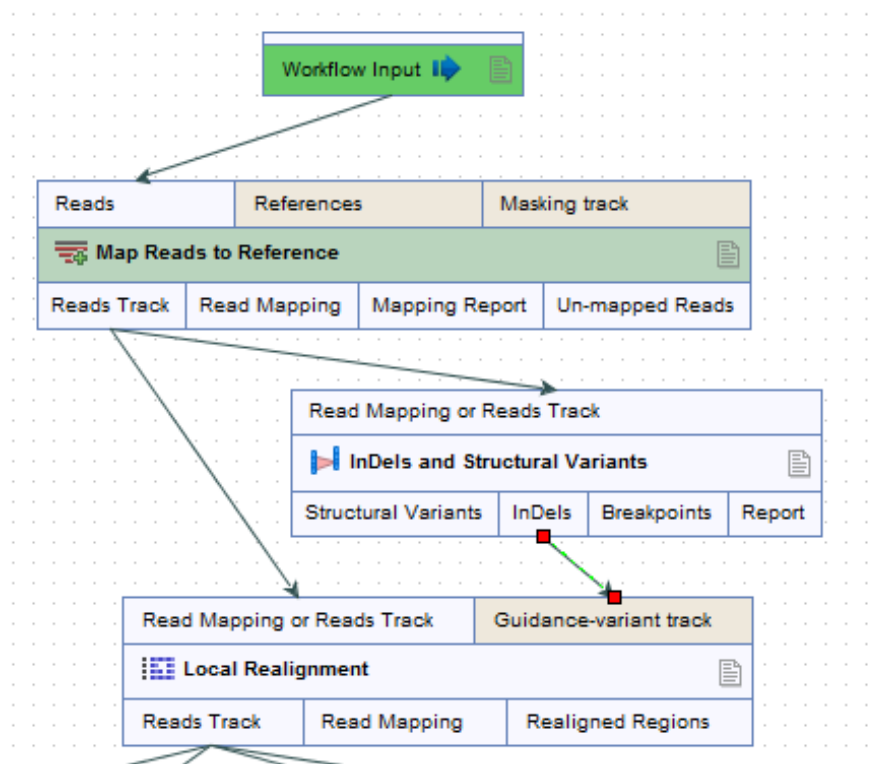 Workflow Input
Reads References Masking track
Map Reads to Reference
Reads Track Read Mapping Mapping Report Un-mapped Reads
Read Mapping or Reads Track
InDels and Structural Variants
Structural Variants InDels Breakpoints Report
Read Mapping or Reads Track Guidance-variant track
Local Realignment
Reads Track Read Mapping Realigned Regions